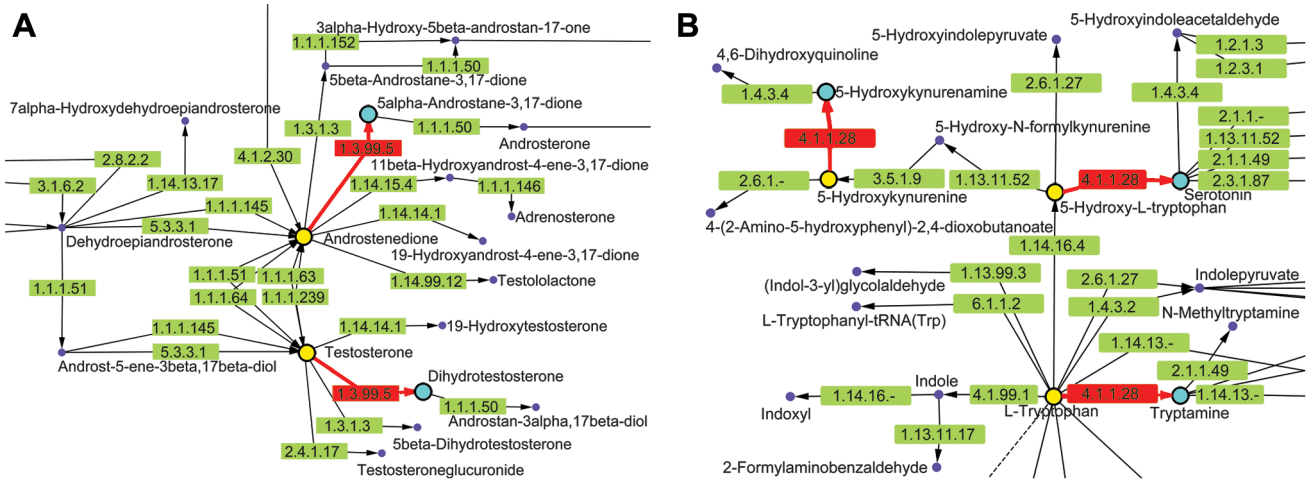 A
3alpha-Hydroxy-5beta-androstan-17-one
1.1.1.152
1.1.1.50
5beta-Androstane-3,17-dione
7alpha-Hydroxydehydroepiandrosterone
5alpha-Androstane-3,17-dione
1.3.1.3
1.1.1.50
Androsterone
4.1.2.30
1.3.99.5
2.8.2.2
11beta-Hydroxyandrost-4-ene-3,17-dione
3.1.6.2
1.14.13.17
1.14.15.4
1.1.1.146
1.1.1.145
1.14.14.1
Adrenosterone
5.3.3.1
Dehydroepiandrosterone
Androstenedione
19-Hydroxyandrost-4-ene-3,17-dione
1.1.1.51
1.1.1.51
1.1.1.63
1.14.99.12
Testololactone
1.1.1.64
1.1.1.239
1.1.1.145
1.14.14.1
19-Hydroxytestosterone
5.3.3.1
Testosterone
Androst-5-ene-3beta,17beta-diol
Dihydrotestosterone
1.3.99.5
1.1.1.50
Androstan-3alpha,17beta-diol
1.3.1.3
5beta-Dihydrotestosterone
2.4.1.17
Testosteroneglucuronide
B
5-Hydroxyindoleacetaldehyde
5-Hydroxyindolepyruvate
1.2.1.3
4,6-Dihydroxyquinoline
1.2.3.1
2.6.1.27
1.4.3.4
5-Hydroxykynurenamine
1.4.3.4
2.1.1.-
4.1.1.28
5-Hydroxy-N-formylkynurenine
1.13.11.52
2.1.1.49
2.6.1.-
3.5.1.9
1.13.11.52
4.1.1.28
2.3.1.87
5-Hydroxykynurenine
Serotonin
5-Hydroxy-L-tryptophan
4-(2-Amino-5-hydroxyphenyl)-2,4-dioxobutanoate
1.14.16.4
1.13.99.3
2.6.1.27
Indolepyruvate
(Indol-3-yl)glycolaldehyde
6.1.1.2
1.4.3.2
L-Tryptophanyl-tRNA(Trp)
N-Methyltryptamine
1.14.13.-
2.1.1.49
Indole
1.14.16.-
4.1.99.1
4.1.1.28
1.14.13.-
Indoxyl
L-Tryptophan
Tryptamine
1.13.11.17
2-Formylaminobenzaldehyde